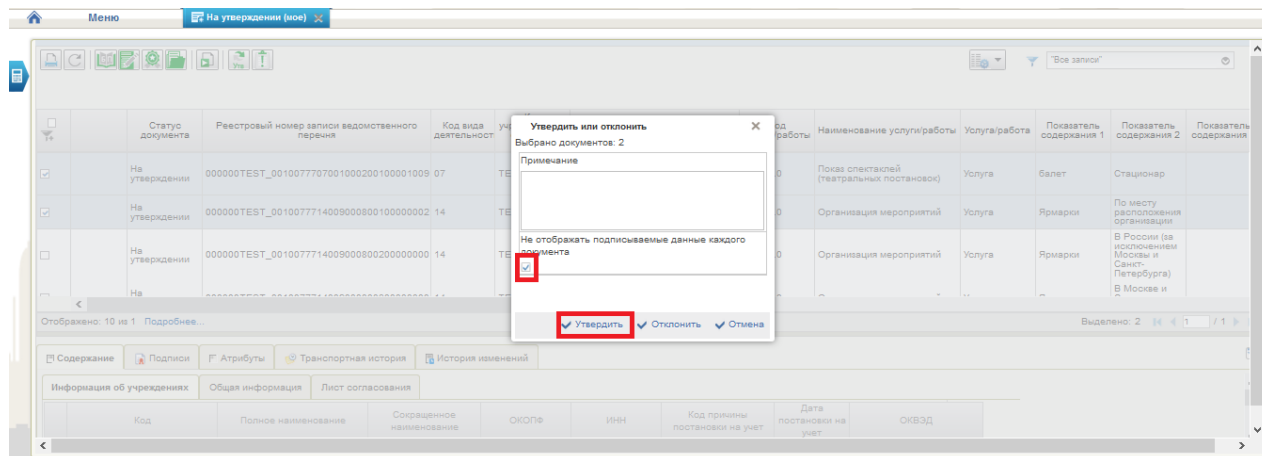 Меню
На утверждении (мое)
"Все записи"
Статус документа
Реестровый номер записи ведомственного перечня
Код вида деятельност
Наименование услуги/работы
Услуга/работа
Показатель содержания 1
Показатель содержания 2
Показатель содержания
На утверждении 000000TEST_0010077707001000200100001009 07
Показ спектаклей (театральных постановок) Услуга балет Стационар
На утверждении 14
Организация мероприятий Услуга Ярмарки По месту расположения организации
На утверждении 14
Организация мероприятий Услуга Ярмарки В России (за исключением Москвы и Санкт-Петербурга)
На
В Москве и
Утвердить или отклонить
Выбрано документов: 2
Примечание
Не отображать подписываемые данные каждого документа
Утвердить Отклонить Отмена
Отображено: 10 из 1 Подробнее...
Выделено: 2 1 / 1
Содержание Подписи Атрибуты Транспортная история История изменений
Информация об учреждениях Общая информация Лист согласования
Код
Полное наименование
Сокращенное наименование
ОКОПФ
ИНН
Код причины постановки на учет
Дата постановки на учет
ОКВЭД